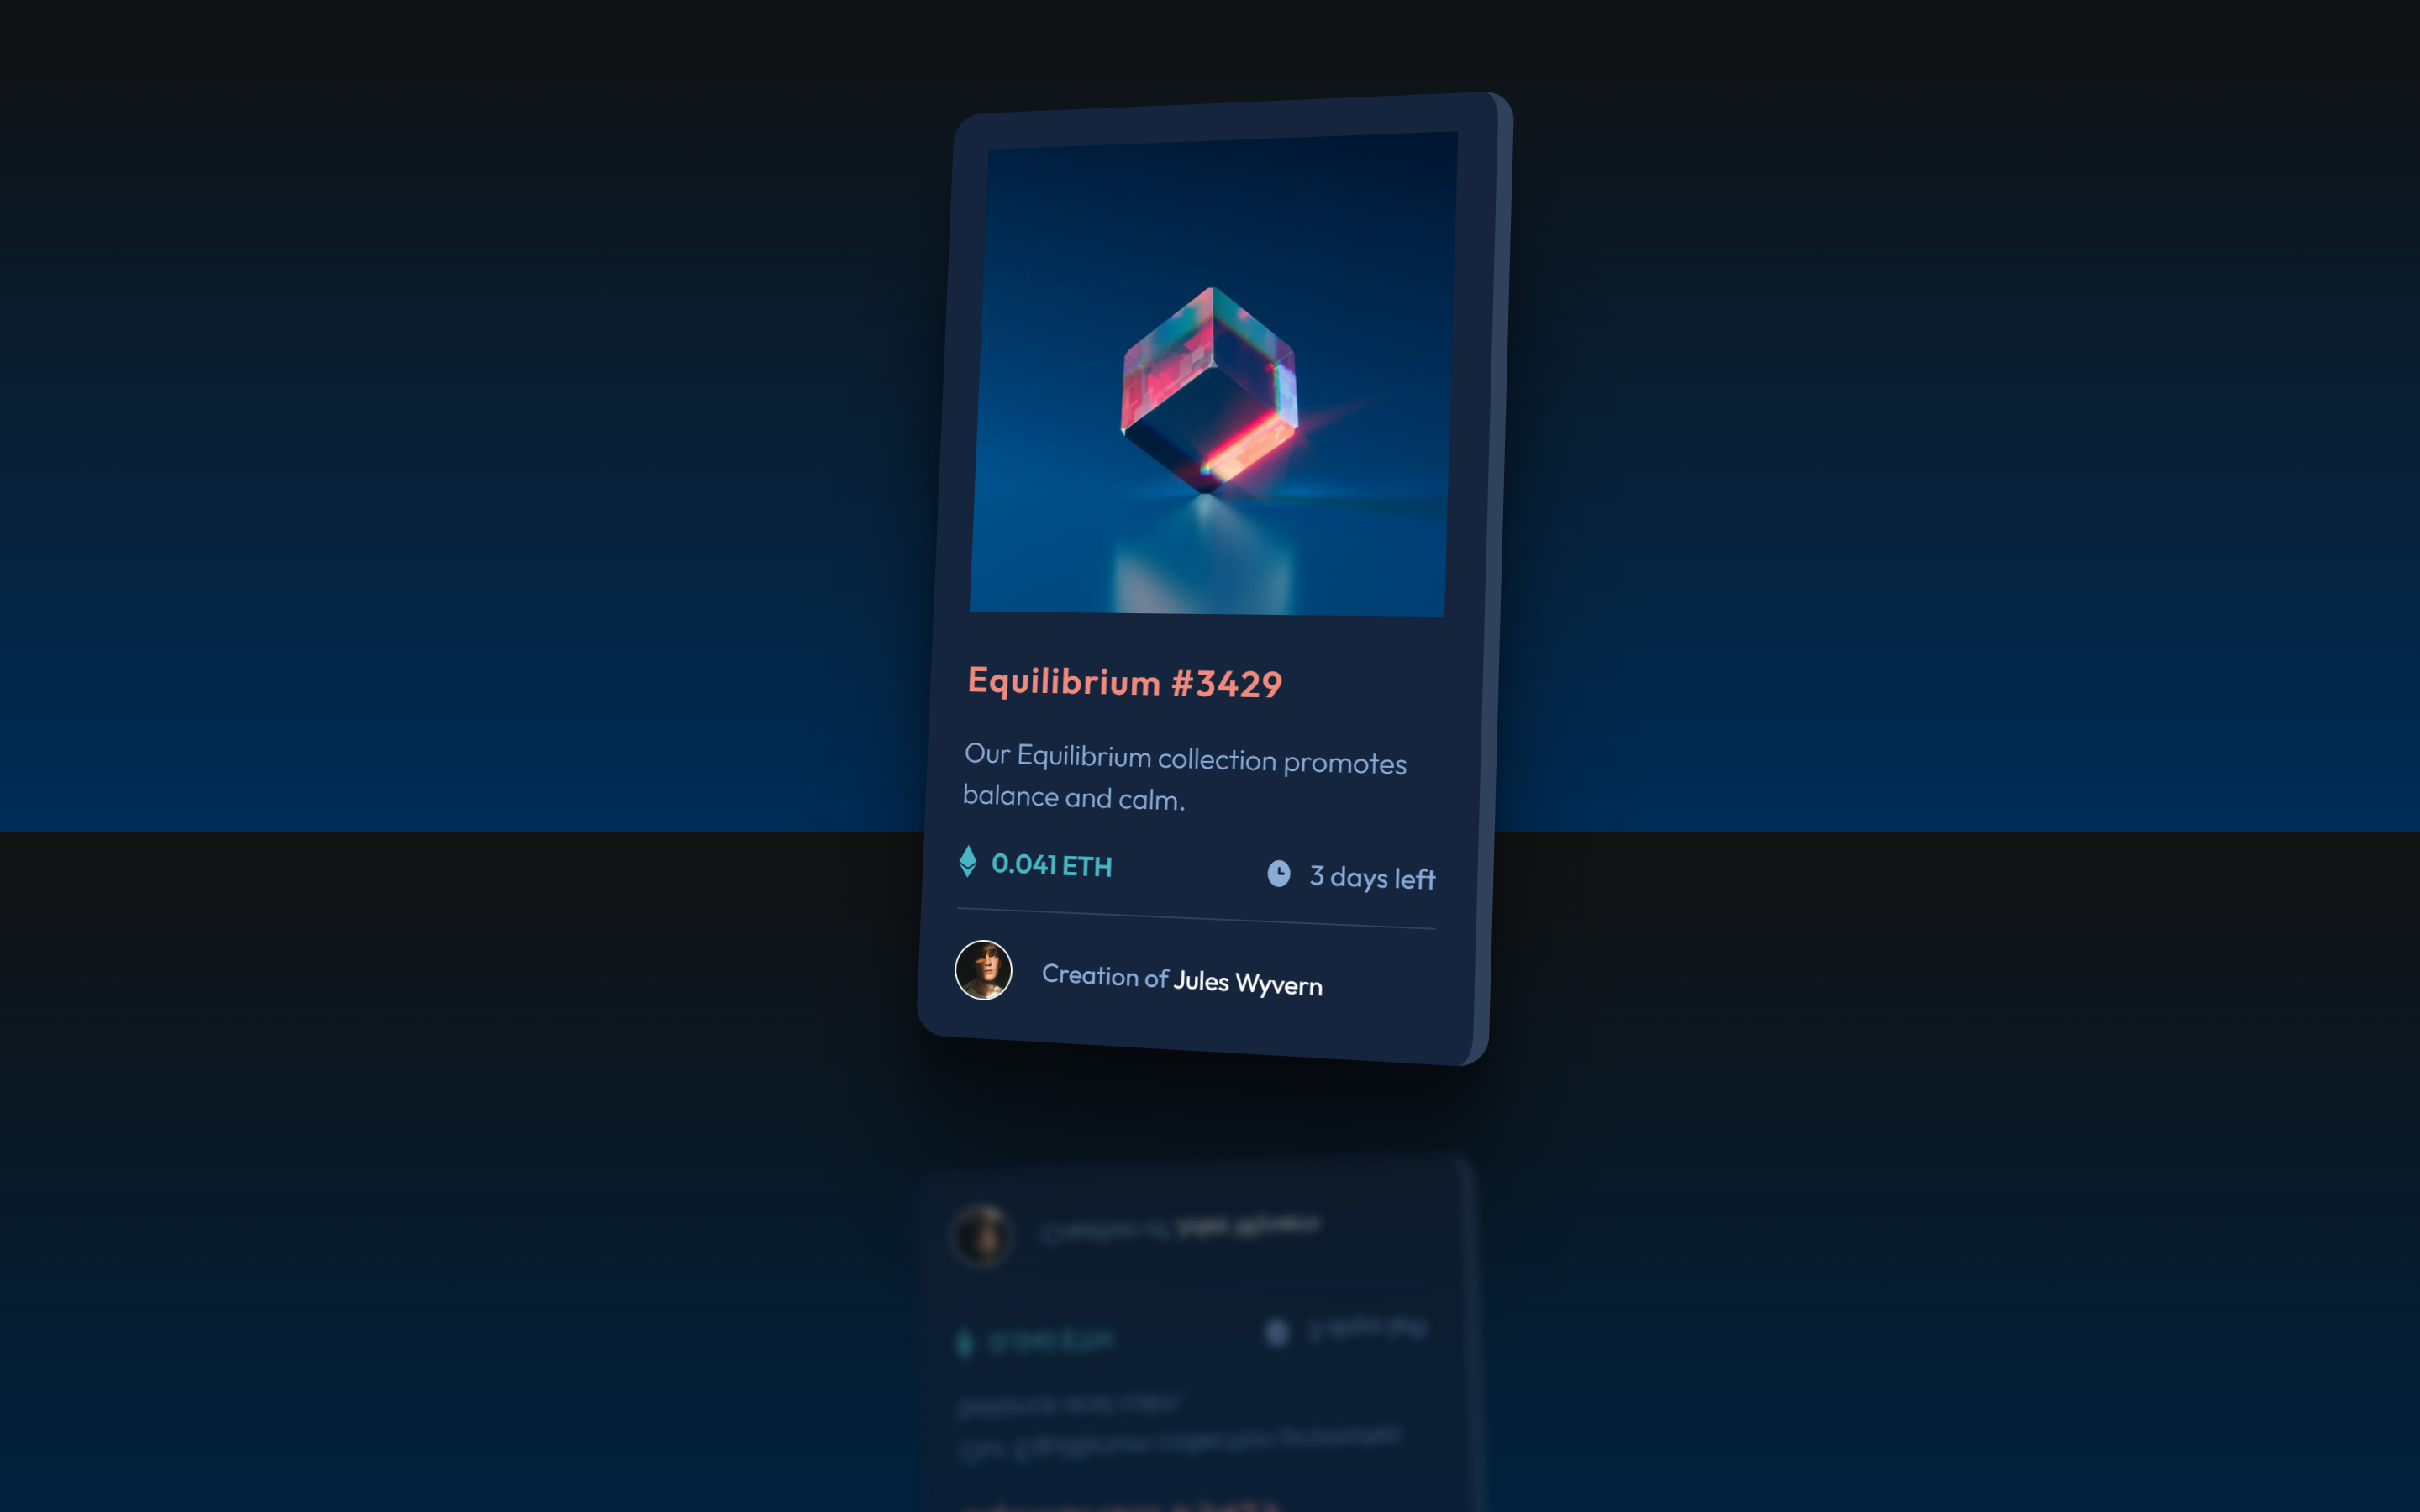 Equilibrium #3429
Our Equilibrium collection promotes
balance and calm.
0.041 ETH
3 days left
Creation of Jules Wyvern